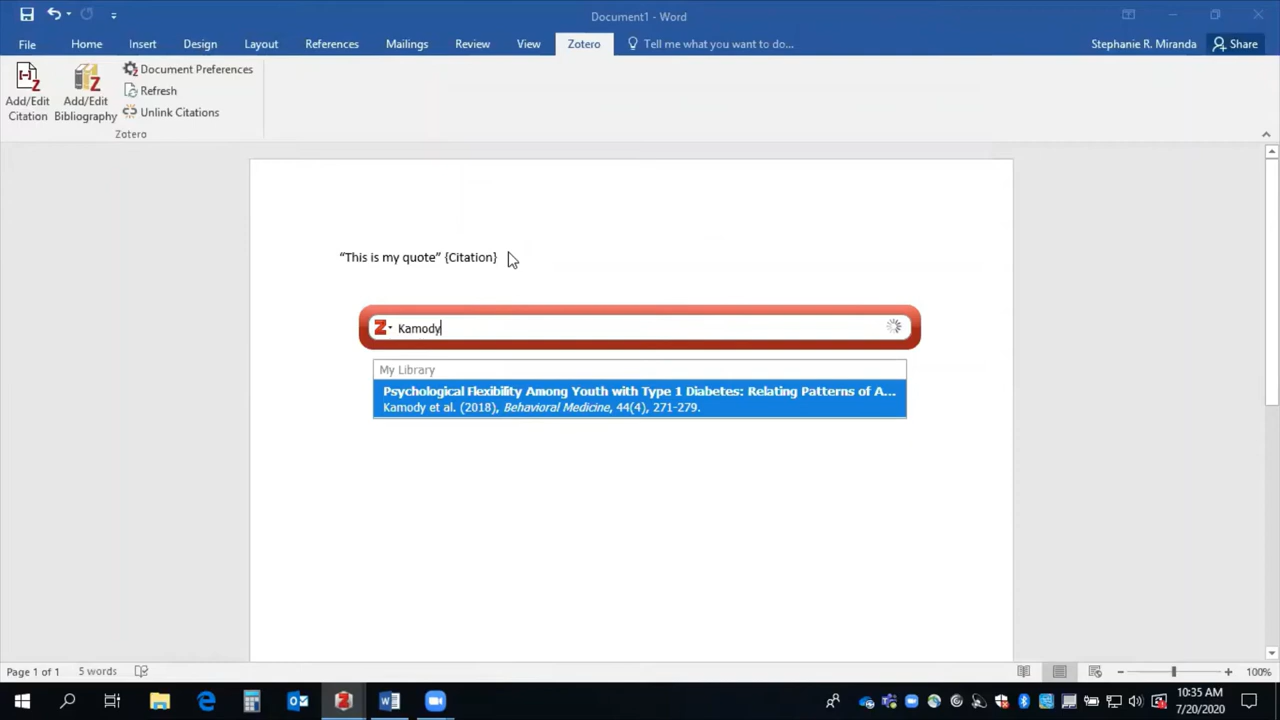 Document1 - Word
File Home Insert Design Layout References Mailings Review View Zotero Tell me what you want to do... Stephanie R. Miranda Share
Add/Edit Citation
Add/Edit Bibliography
Document Preferences
Refresh
Unlink Citations
Zotero
“This is my quote” {Citation}
Z Kamody
My Library
Psychological Flexibility Among Youth with Type 1 Diabetes: Relating Patterns of A...
Kamody et al. (2018), Behavioral Medicine, 44(4), 271-279.
Page 1 of 1 5 words 100%
10:35 AM
7/20/2020